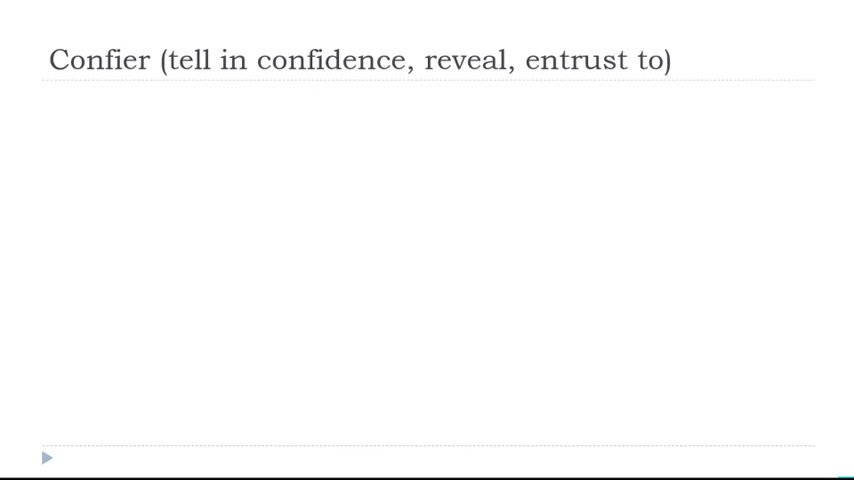 Confier (tell in confidence, reveal, entrust to)